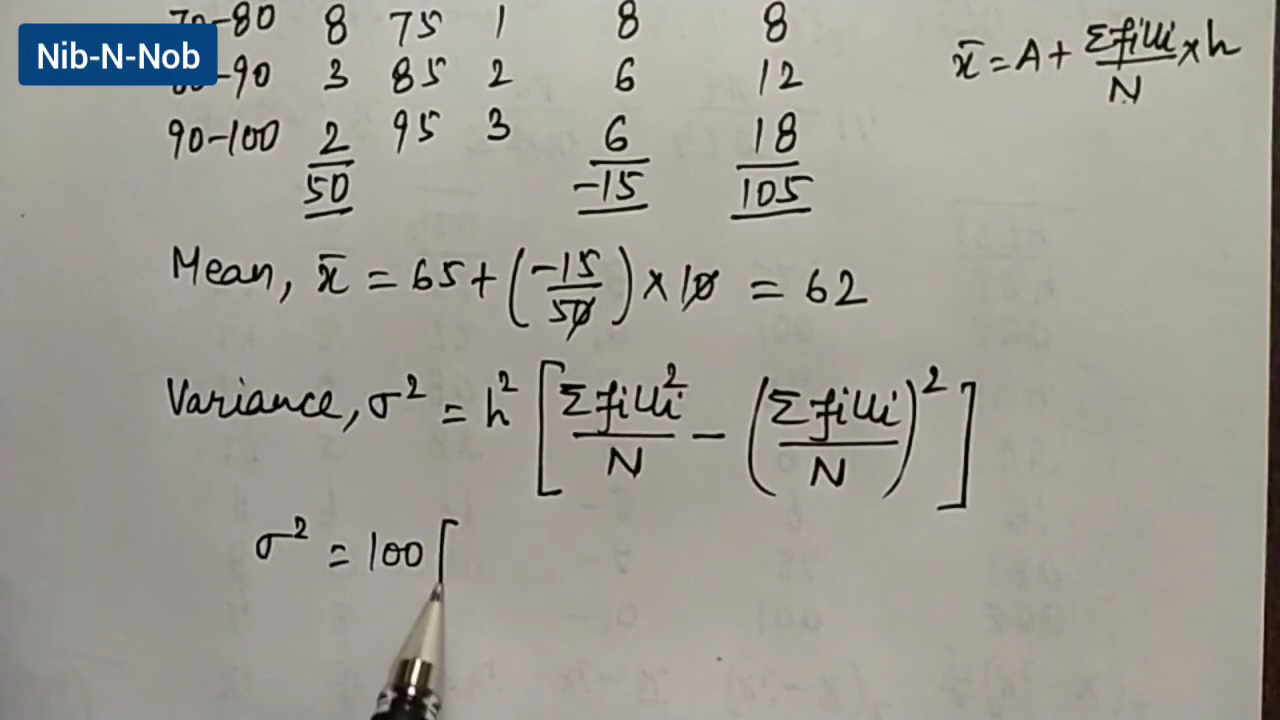 Nib-N-Nob
70-80 8 75 1 8 8
-90 3 85 2 6 12
90-100 2 95 3 6 18
50 -15 105
x̄ = A + Σfiui/N × h
Mean, x̄ = 65 + (-15/50) × 10 = 62
Variance, σ² = h² [Σfiui²/N - (Σfiui/N)²]
σ² = 100 [